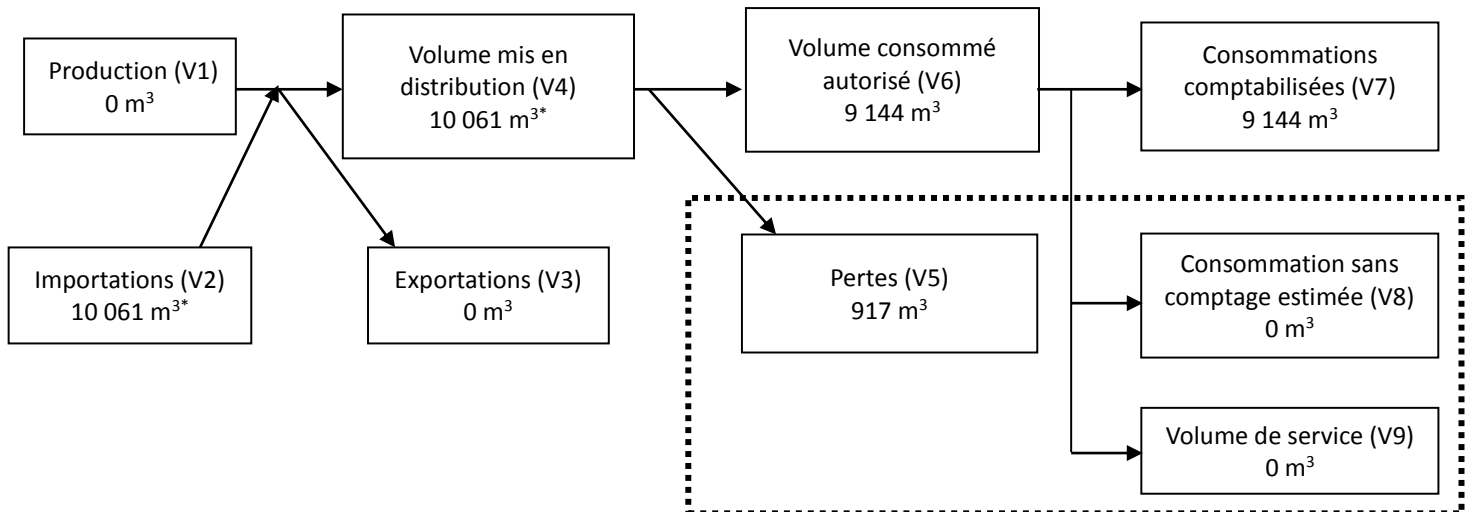 Production (V1)
0 m³
Volume mis en
distribution (V4)
10 061 m³*
Volume consommé
autorisé (V6)
9 144 m³
Consommations
comptabilisées (V7)
9 144 m³
Importations (V2)
10 061 m³*
Exportations (V3)
0 m³
Pertes (V5)
917 m³
Consommation sans
comptage estimée (V8)
0 m³
Volume de service (V9)
0 m³